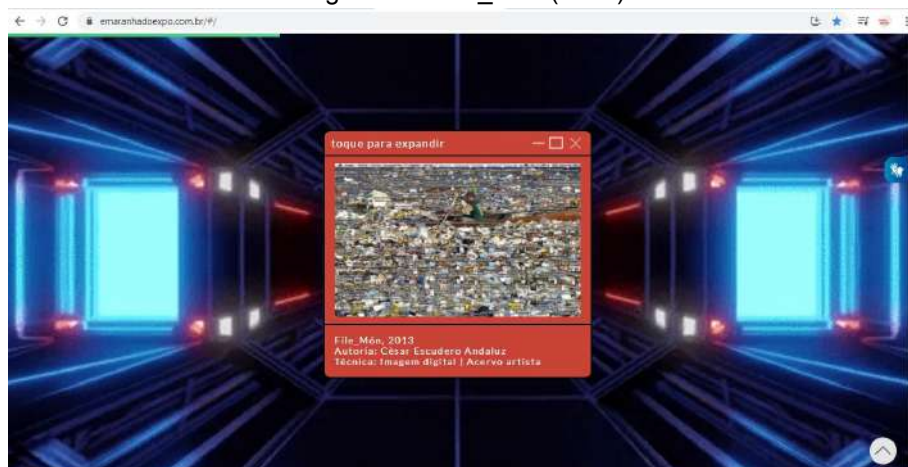 emaranhadoexpo.com.br/#/
toque para expandir
File_Món, 2013
Autoria: César Escudero Andaluz
Técnica: Imagem digital | Acervo artista